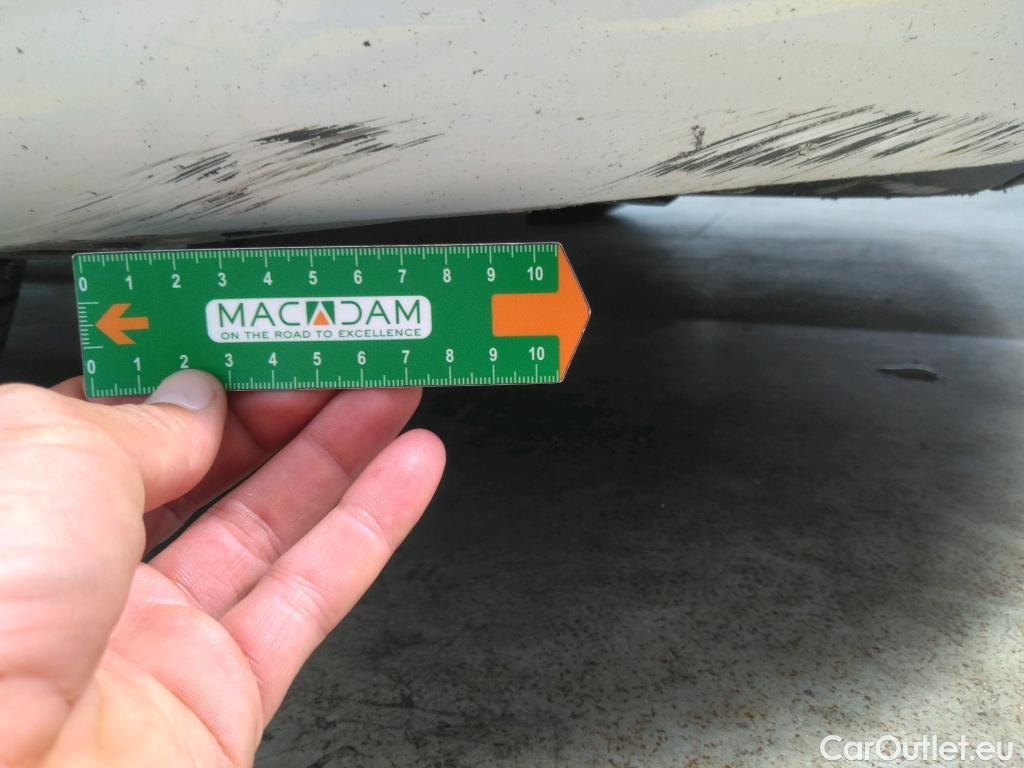 0 1 2 3 4 5 6 7 8 9 10
MACADAM
ON THE ROAD TO EXCELLENCE
0 1 2 3 4 5 6 7 8 9 10
CarOutlet.eu